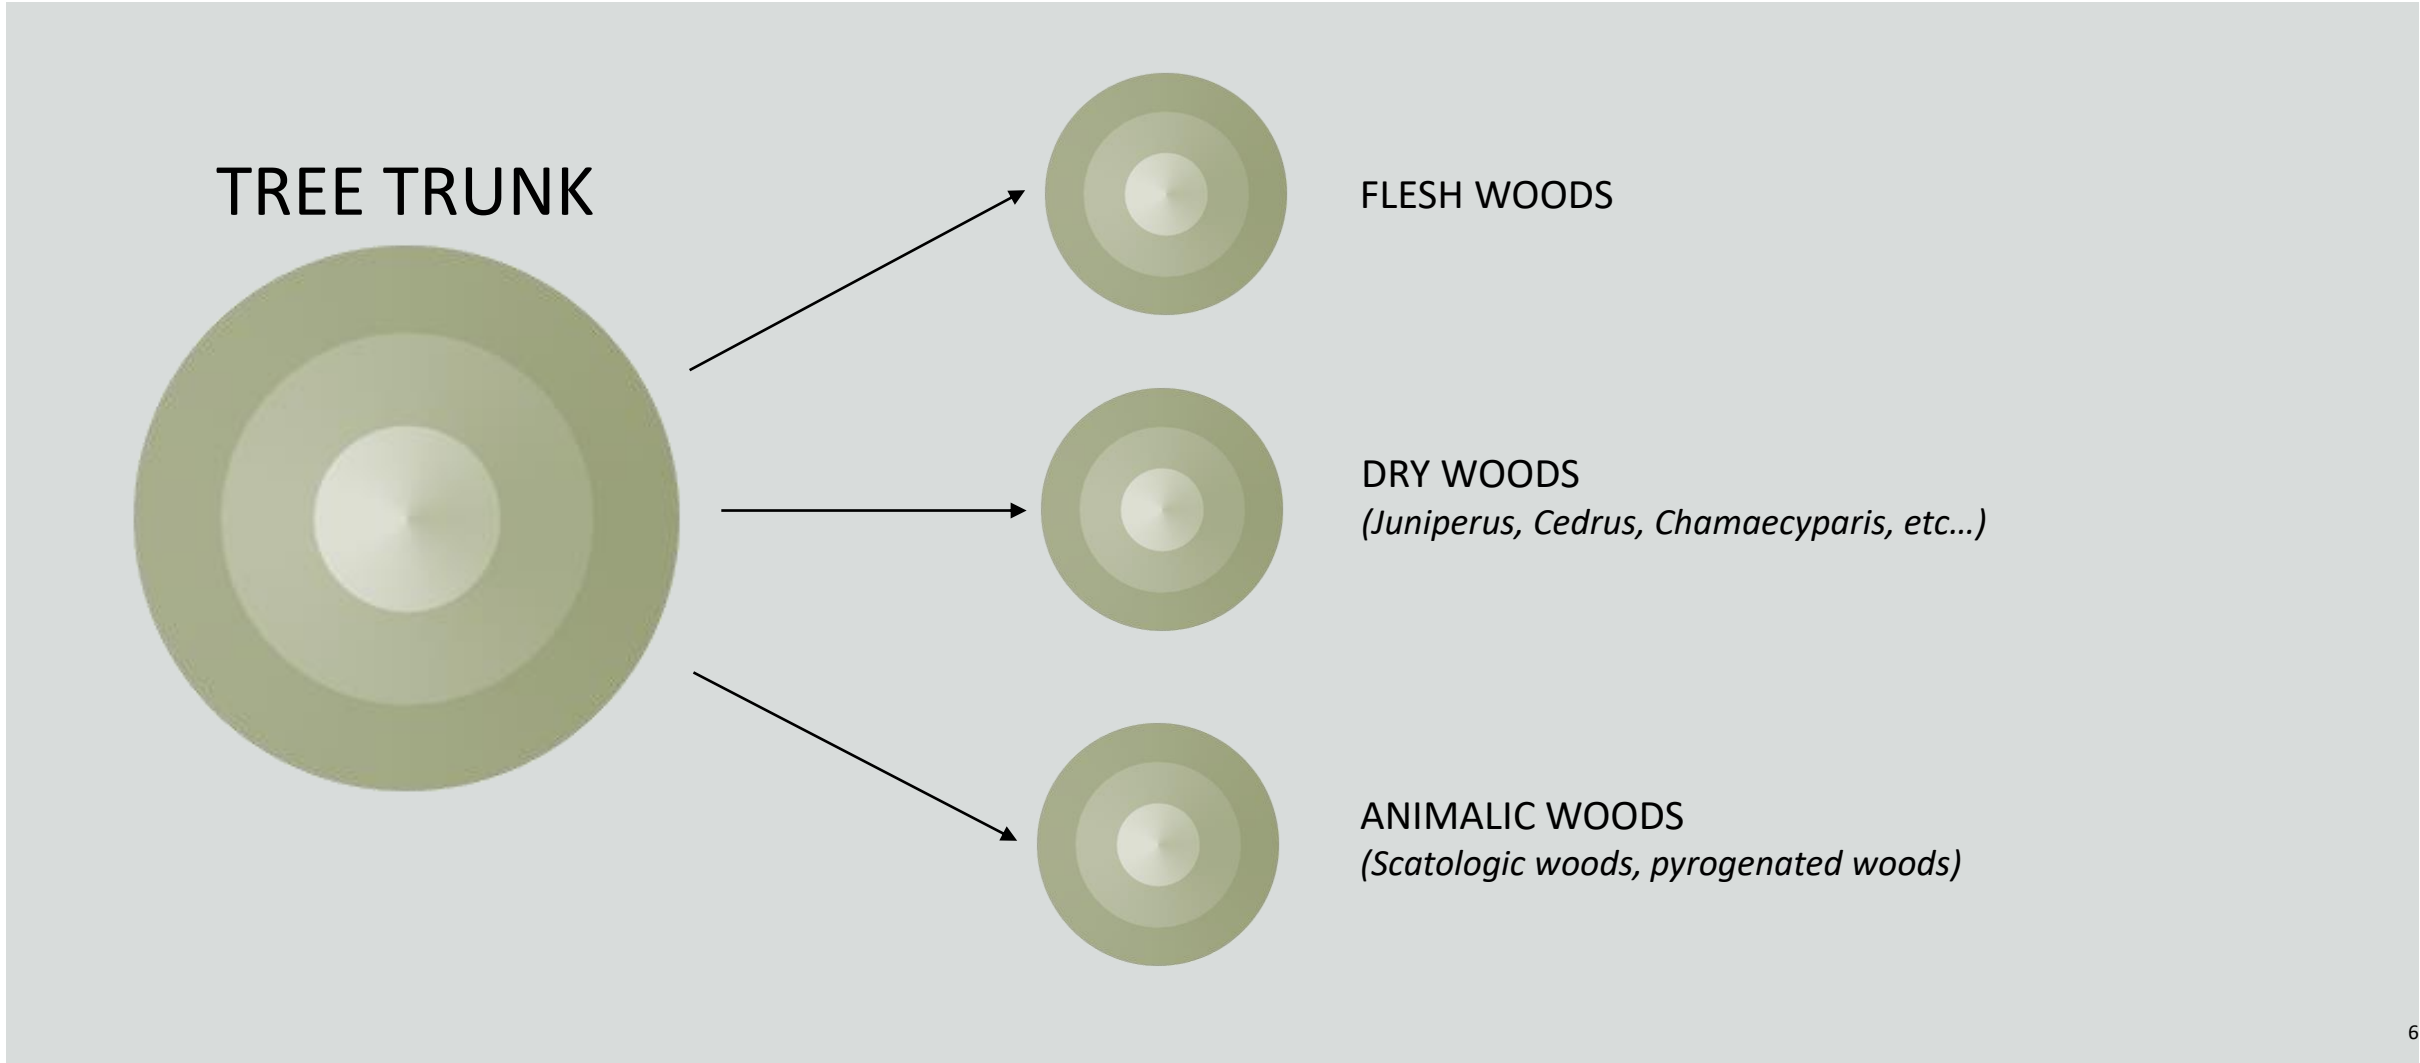 TREE TRUNK
FLESH WOODS
DRY WOODS
(Juniperus, Cedrus, Chamaecyparis, etc…)
ANIMALIC WOODS
(Scatologic woods, pyrogenated woods)
6